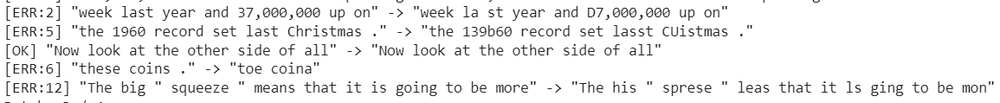 [ERR:2] "week last year and 37,000,000 up on" -> "week la st year and D7,000,000 up on"
[ERR:5] "the 1960 record set last Christmas ." -> "the 139b60 record set lasst CUistmas ."
[OK] "Now look at the other side of all" -> "Now look at the other side of all"
[ERR:6] "these coins ." -> "toe coina"
[ERR:12] "The big " squeeze " means that it is going to be more" -> "The his " sprese " leas that it ls ging to be mon"